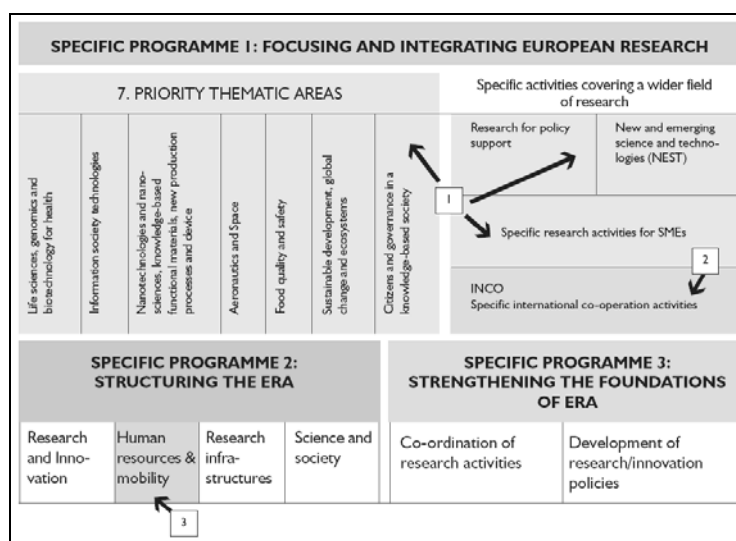 SPECIFIC PROGRAMME 1: FOCUSING AND INTEGRATING EUROPEAN RESEARCH
7. PRIORITY THEMATIC AREAS
Life sciences, genomics and
biotechnology for health
Information society technologies
Nanotechnologies and nano-
sciences, knowledge-based
functional materials, new production
processes and device
Aeronautics and Space
Food quality and safety
Sustainable development, global
change and ecosystems
Citizens and governance in a
knowledge-based society
Specific activities covering a wider field
of research
Research for policy
support
New and emerging
science and techno-
logies (NEST)
1
Specific research activities for SMEs
2
INCO
Specific international co-operation activities
SPECIFIC PROGRAMME 2:
STRUCTURING THE ERA
Research
and Inno-
vation
Human
resources &
mobility
Research
infra-
structures
Science and
society
3
SPECIFIC PROGRAMME 3:
STRENGTHENING THE FOUNDATIONS
OF ERA
Co-ordination of
research activities
Development of
research/innovation
policies